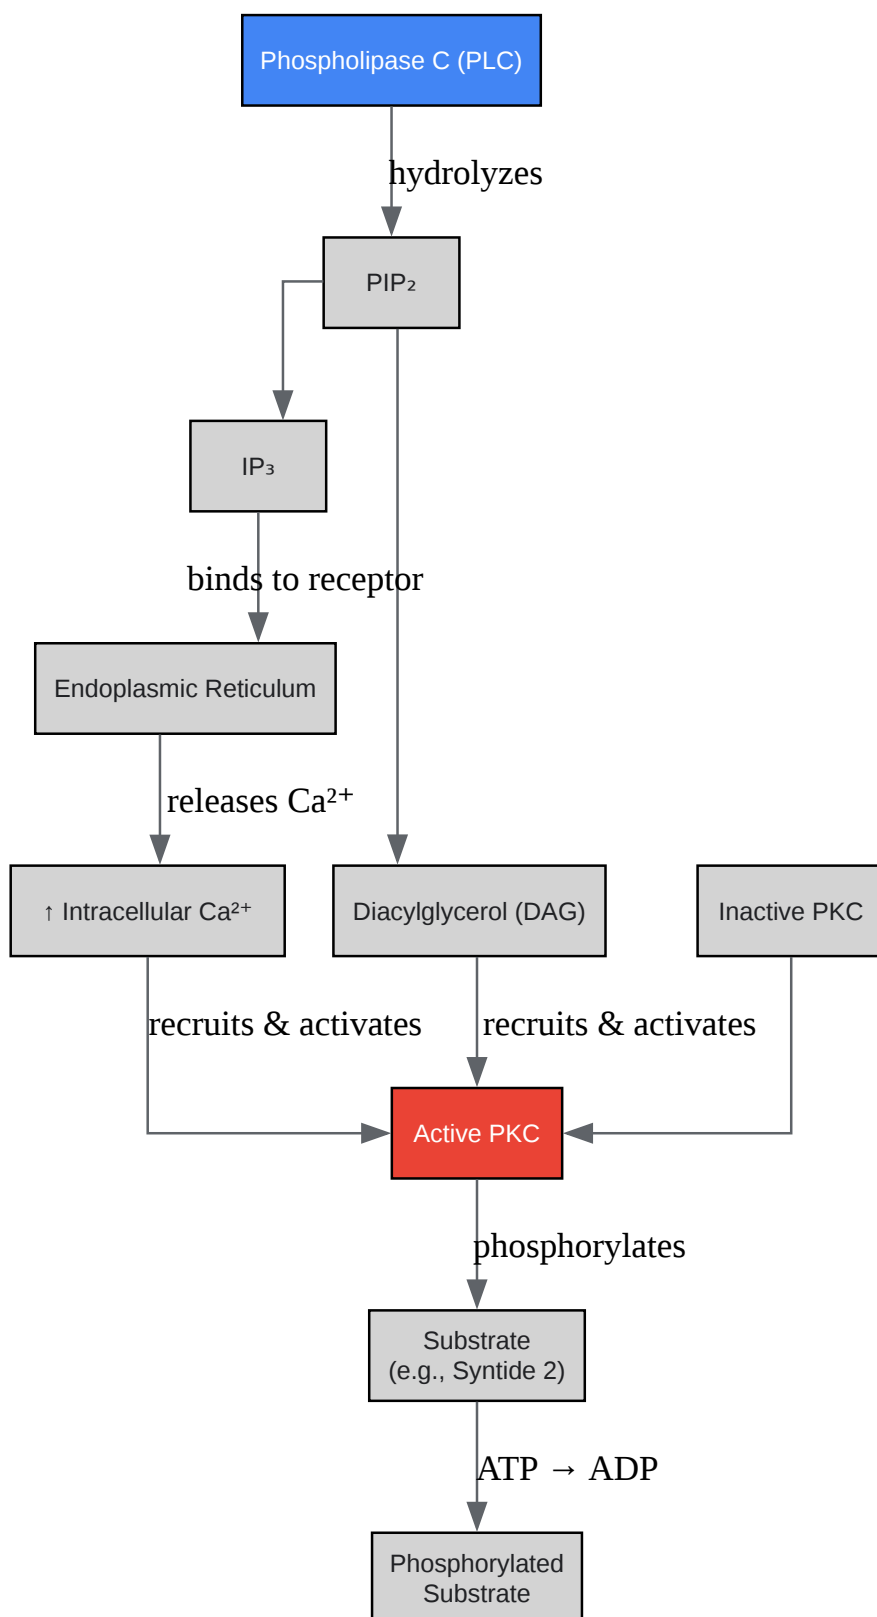 Phospholipase C (PLC)
hydrolyzes
PIP₂
IP₃
binds to receptor
Endoplasmic Reticulum
releases Ca²⁺
↑ Intracellular Ca²⁺
Diacylglycerol (DAG)
Inactive PKC
recruits & activates
recruits & activates
Active PKC
phosphorylates
Substrate
(e.g., Syntide 2)
ATP → ADP
Phosphorylated
Substrate